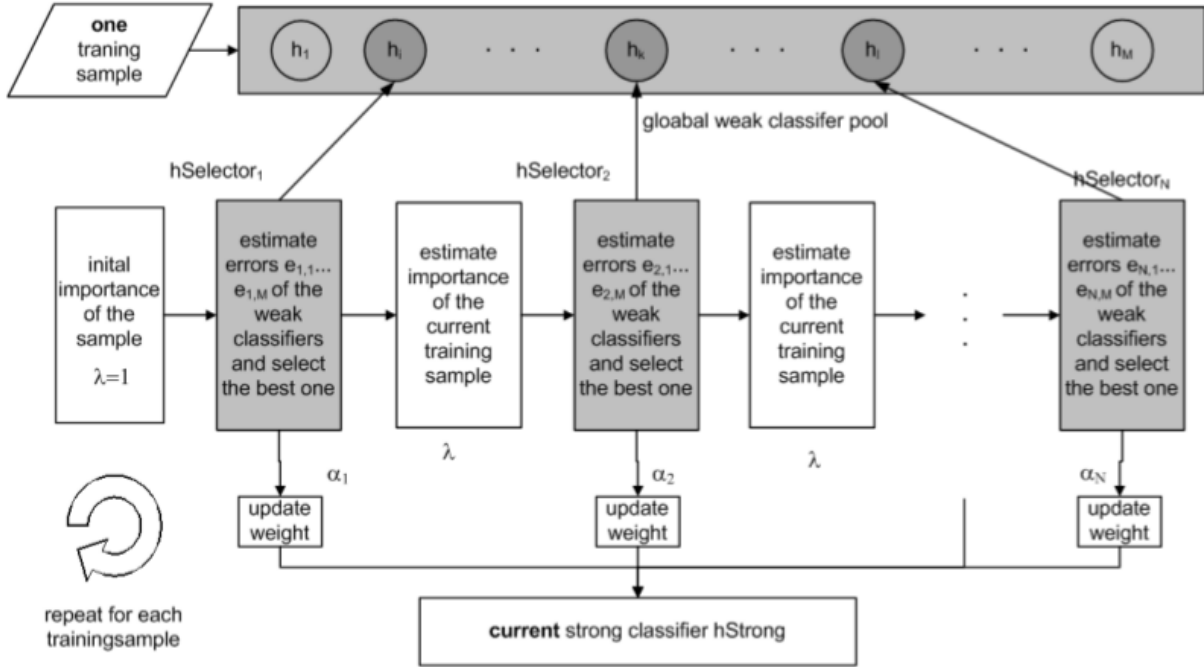 one
traning
sample
h1
hi
. . .
hk
. . .
hl
. . .
hM
gloabal weak classifer pool
hSelector1
hSelector2
hSelectorN
inital
importance
of the
sample
λ=1
estimate
errors e1,1...
e1,M of the
weak
classifiers
and select
the best one
estimate
importance
of the
current
training
sample
λ
estimate
errors e2,1...
e2,M of the
weak
classifiers
and select
the best one
estimate
importance
of the
current
training
sample
λ
.
.
.
estimate
errors eN,1...
eN,M of the
weak
classifiers
and select
the best one
α1
α2
αN
update
weight
update
weight
update
weight
repeat for each
trainingsample
current strong classifier hStrong